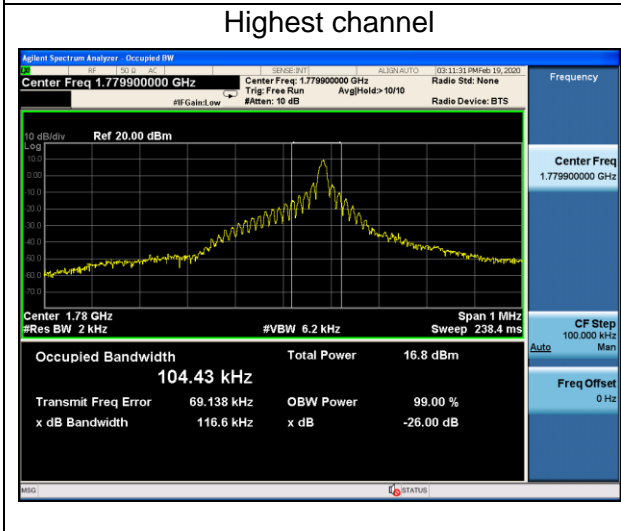 Highest channel
Agilent Spectrum Analyzer - Occupied BW
RF 50 Ω AC SENSE:INT ALIGN AUTO 03:11:31 PM Feb 19, 2020
Center Freq 1.779900000 GHz
Center Freq: 1.779900000 GHz
Radio Std: None
Trig: Free Run Avg|Hold:> 10/10
#IFGain:Low #Atten: 10 dB Radio Device: BTS
10 dB/div Ref 20.00 dBm
Log
10.0
0.00
-10.0
-20.0
-30.0
-40.0
-50.0
-60.0
-70.0
Center 1.78 GHz Span 1 MHz
#Res BW 2 kHz #VBW 6.2 kHz Sweep 238.4 ms
Occupied Bandwidth Total Power 16.8 dBm
104.43 kHz
Transmit Freq Error 69.138 kHz OBW Power 99.00 %
x dB Bandwidth 116.6 kHz x dB -26.00 dB
MSG STATUS
Frequency
Center Freq
1.779900000 GHz
CF Step
100.000 kHz
Auto Man
Freq Offset
0 Hz